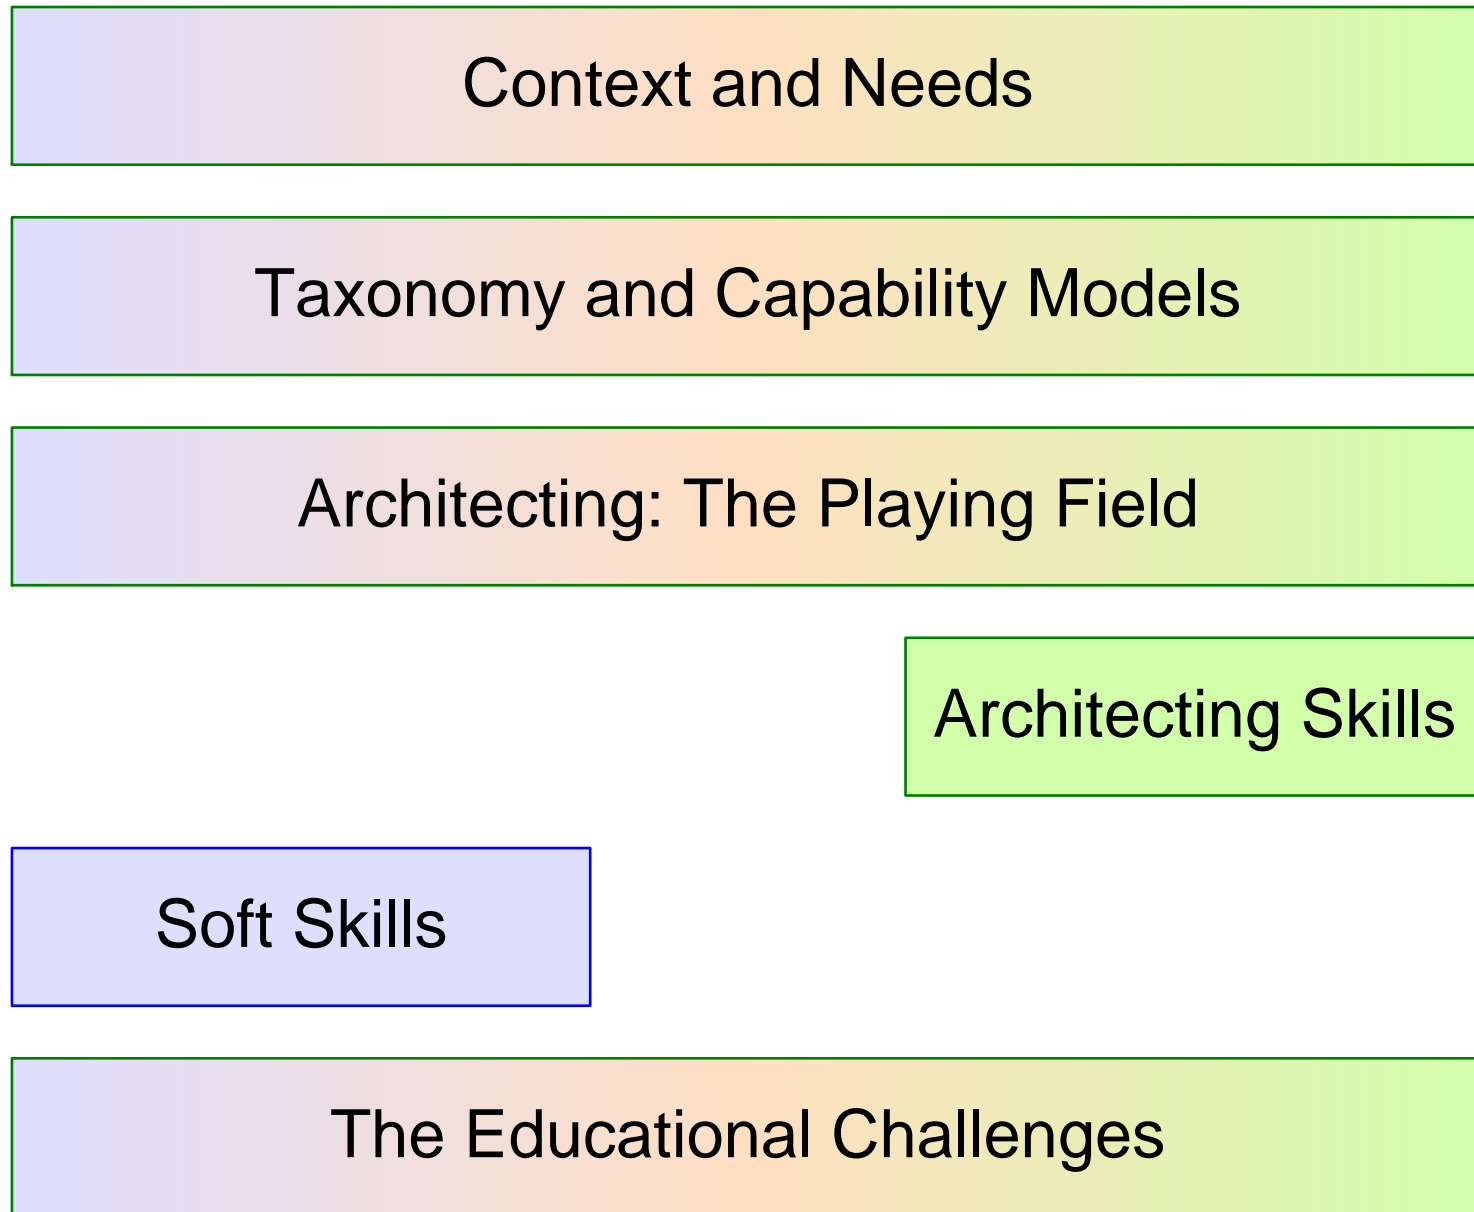 Context and Needs
Taxonomy and Capability Models
Architecting: The Playing Field
Architecting Skills
Soft Skills
The Educational Challenges